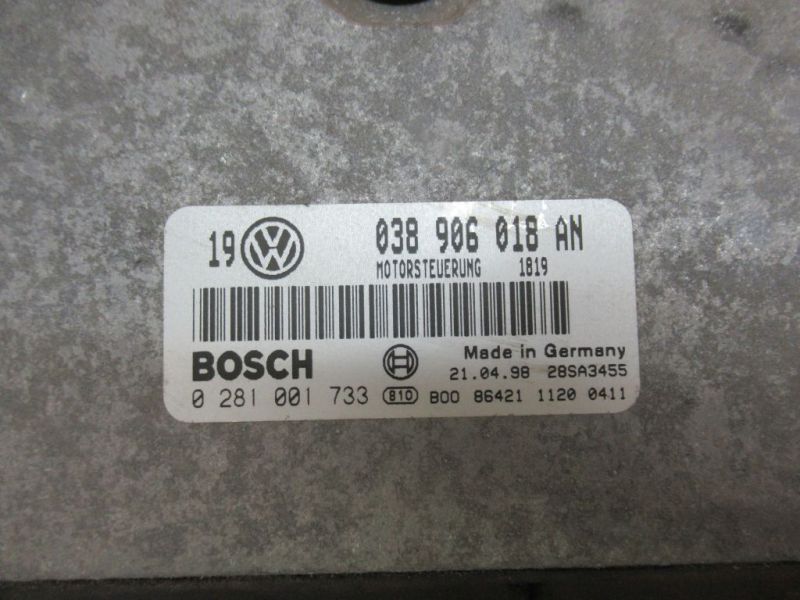 19 VW 038 906 018 AN
MOTORSTEUERUNG 1819
BOSCH Made in Germany
21.04.98 28SA3455
0 281 001 733 810 B00 86421 1120 0411